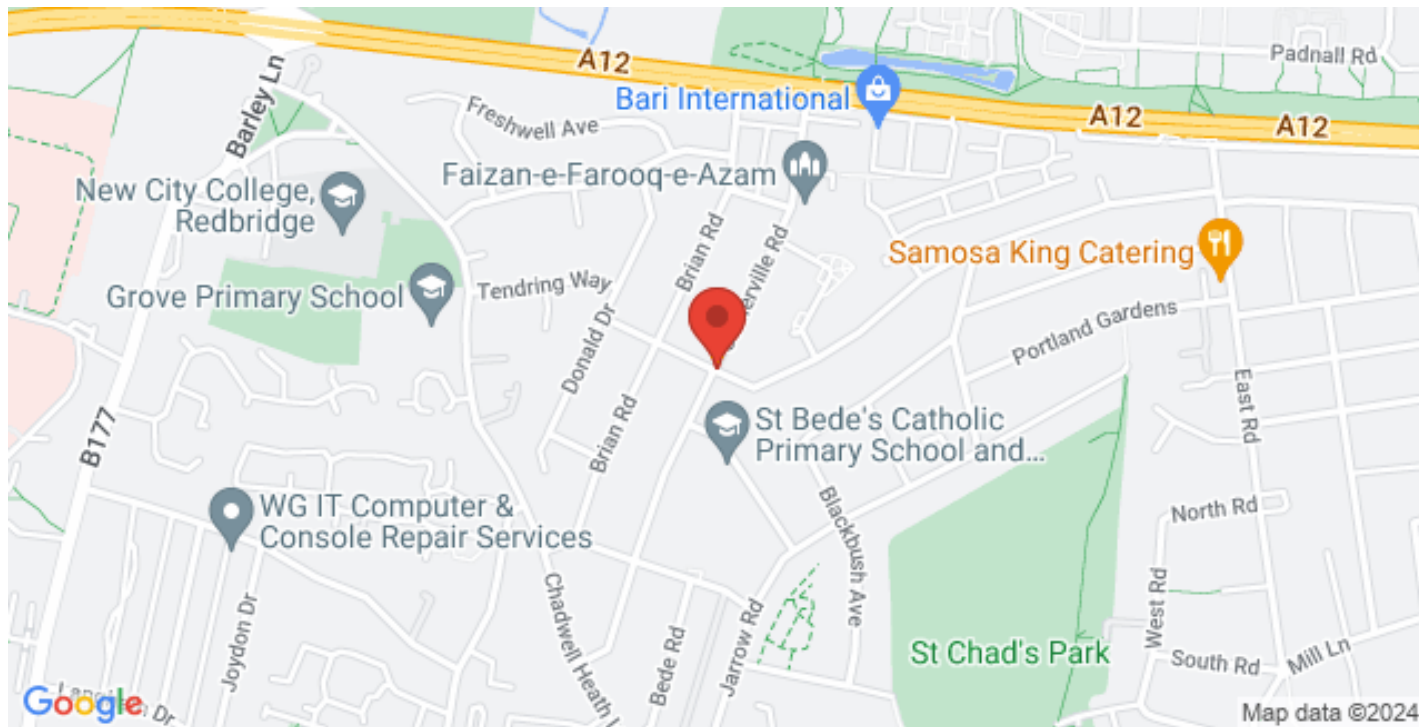 A12
Padnall Rd
Barley Ln
Bari International
Freshwell Ave
A12
A12
Faizan-e-Farooq-e-Azam
New City College,
Redbridge
Brian Rd
Samosa King Catering
Tendring Way
Grove Primary School
Donald Dr
Portland Gardens
Brian Rd
B177
St Bede's Catholic
Primary School and...
East Rd
WG IT Computer &
Console Repair Services
Blackbush Ave
North Rd
Chadwell Heath
West Rd
Joydon Dr
Bede Rd
Jarrow Rd
St Chad's Park
South Rd
Mill Ln
Google
Dr
Map data ©2024